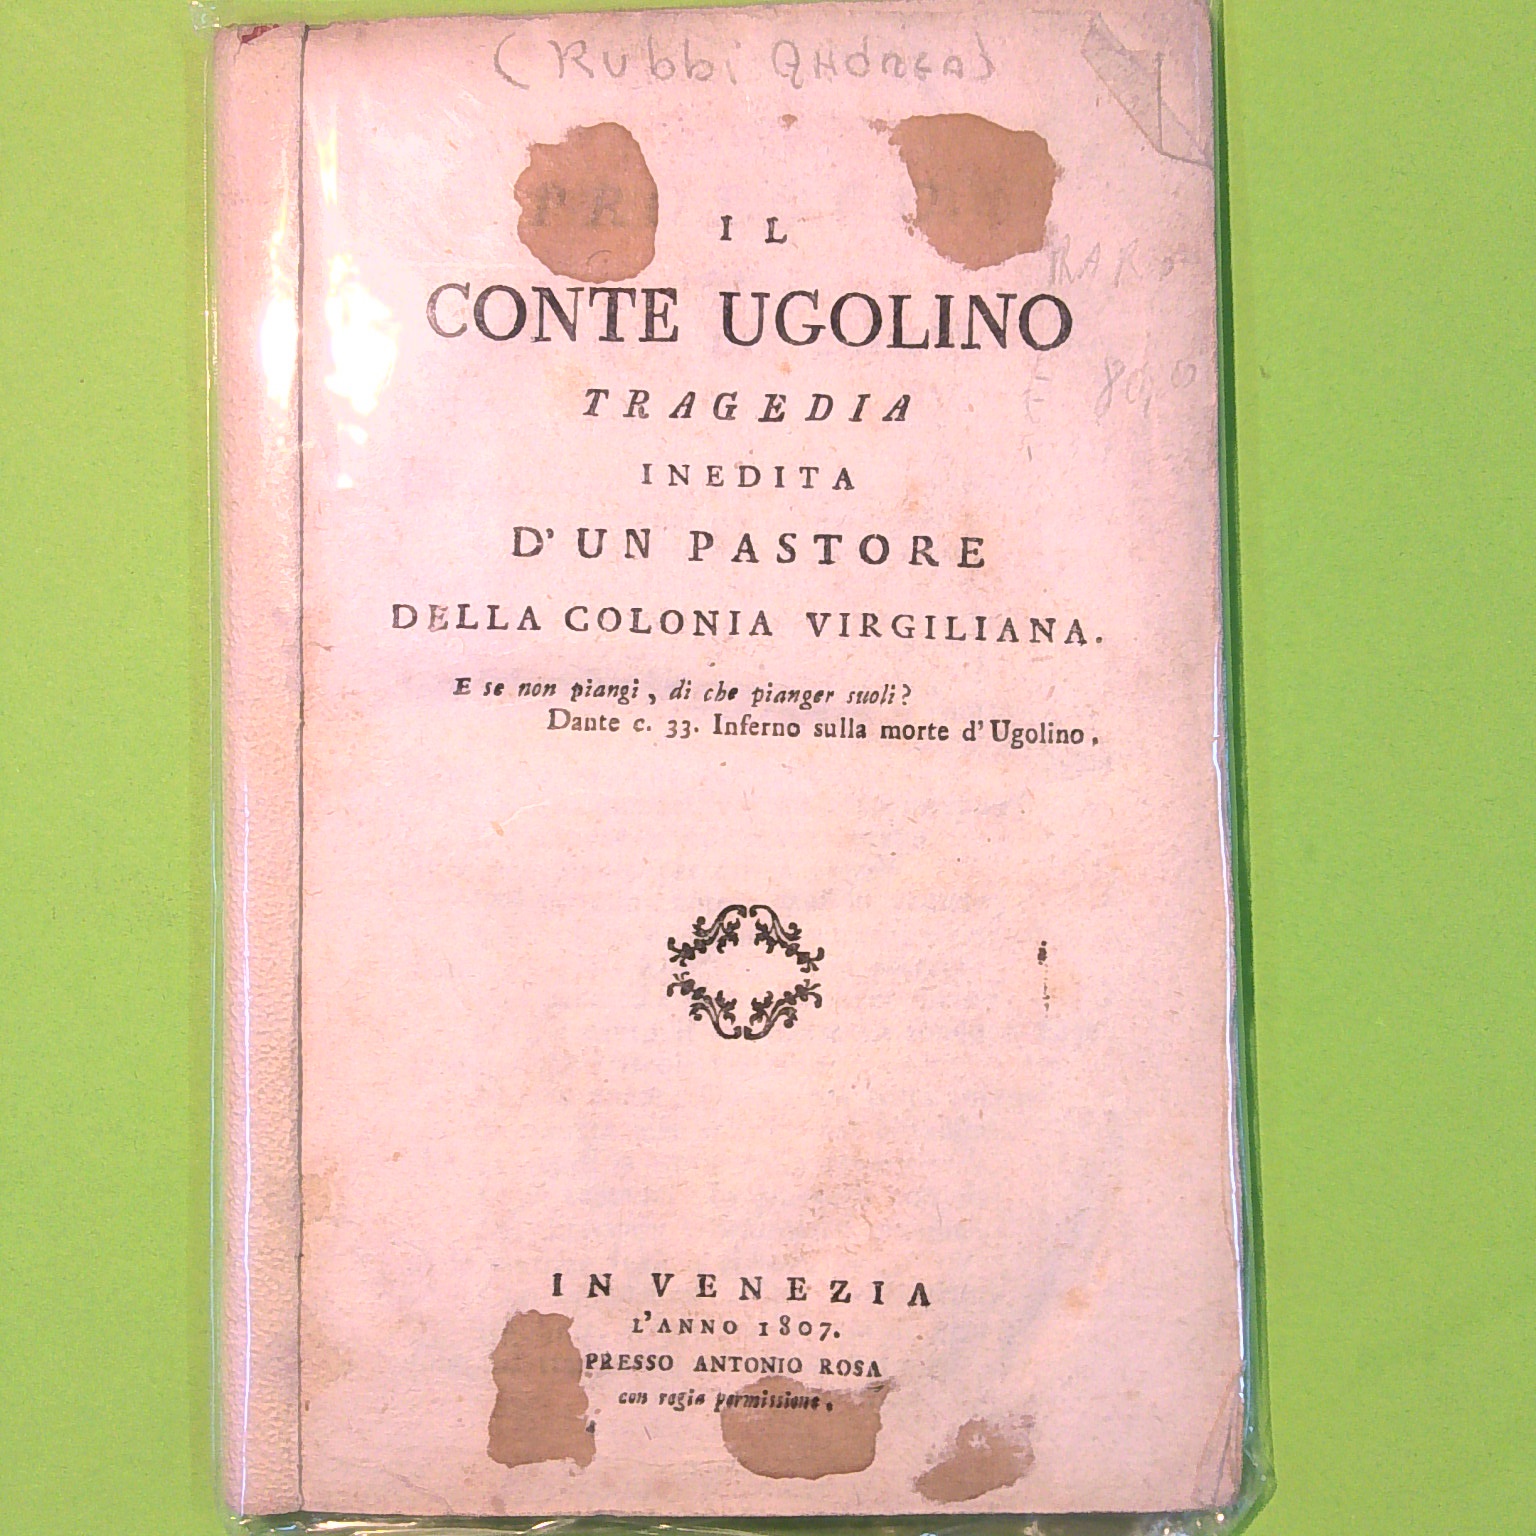 (Rubbi Andrea)
IL
CONTE UGOLINO
TRAGEDIA
INEDITA
D' UN PASTORE
DELLA COLONIA VIRGILIANA.
E se non piangi, di che pianger suoli?
Dante c. 33. Inferno sulla morte d' Ugolino.
IN VENEZIA
L'ANNO 1807.
PRESSO ANTONIO ROSA
con regia permissione.